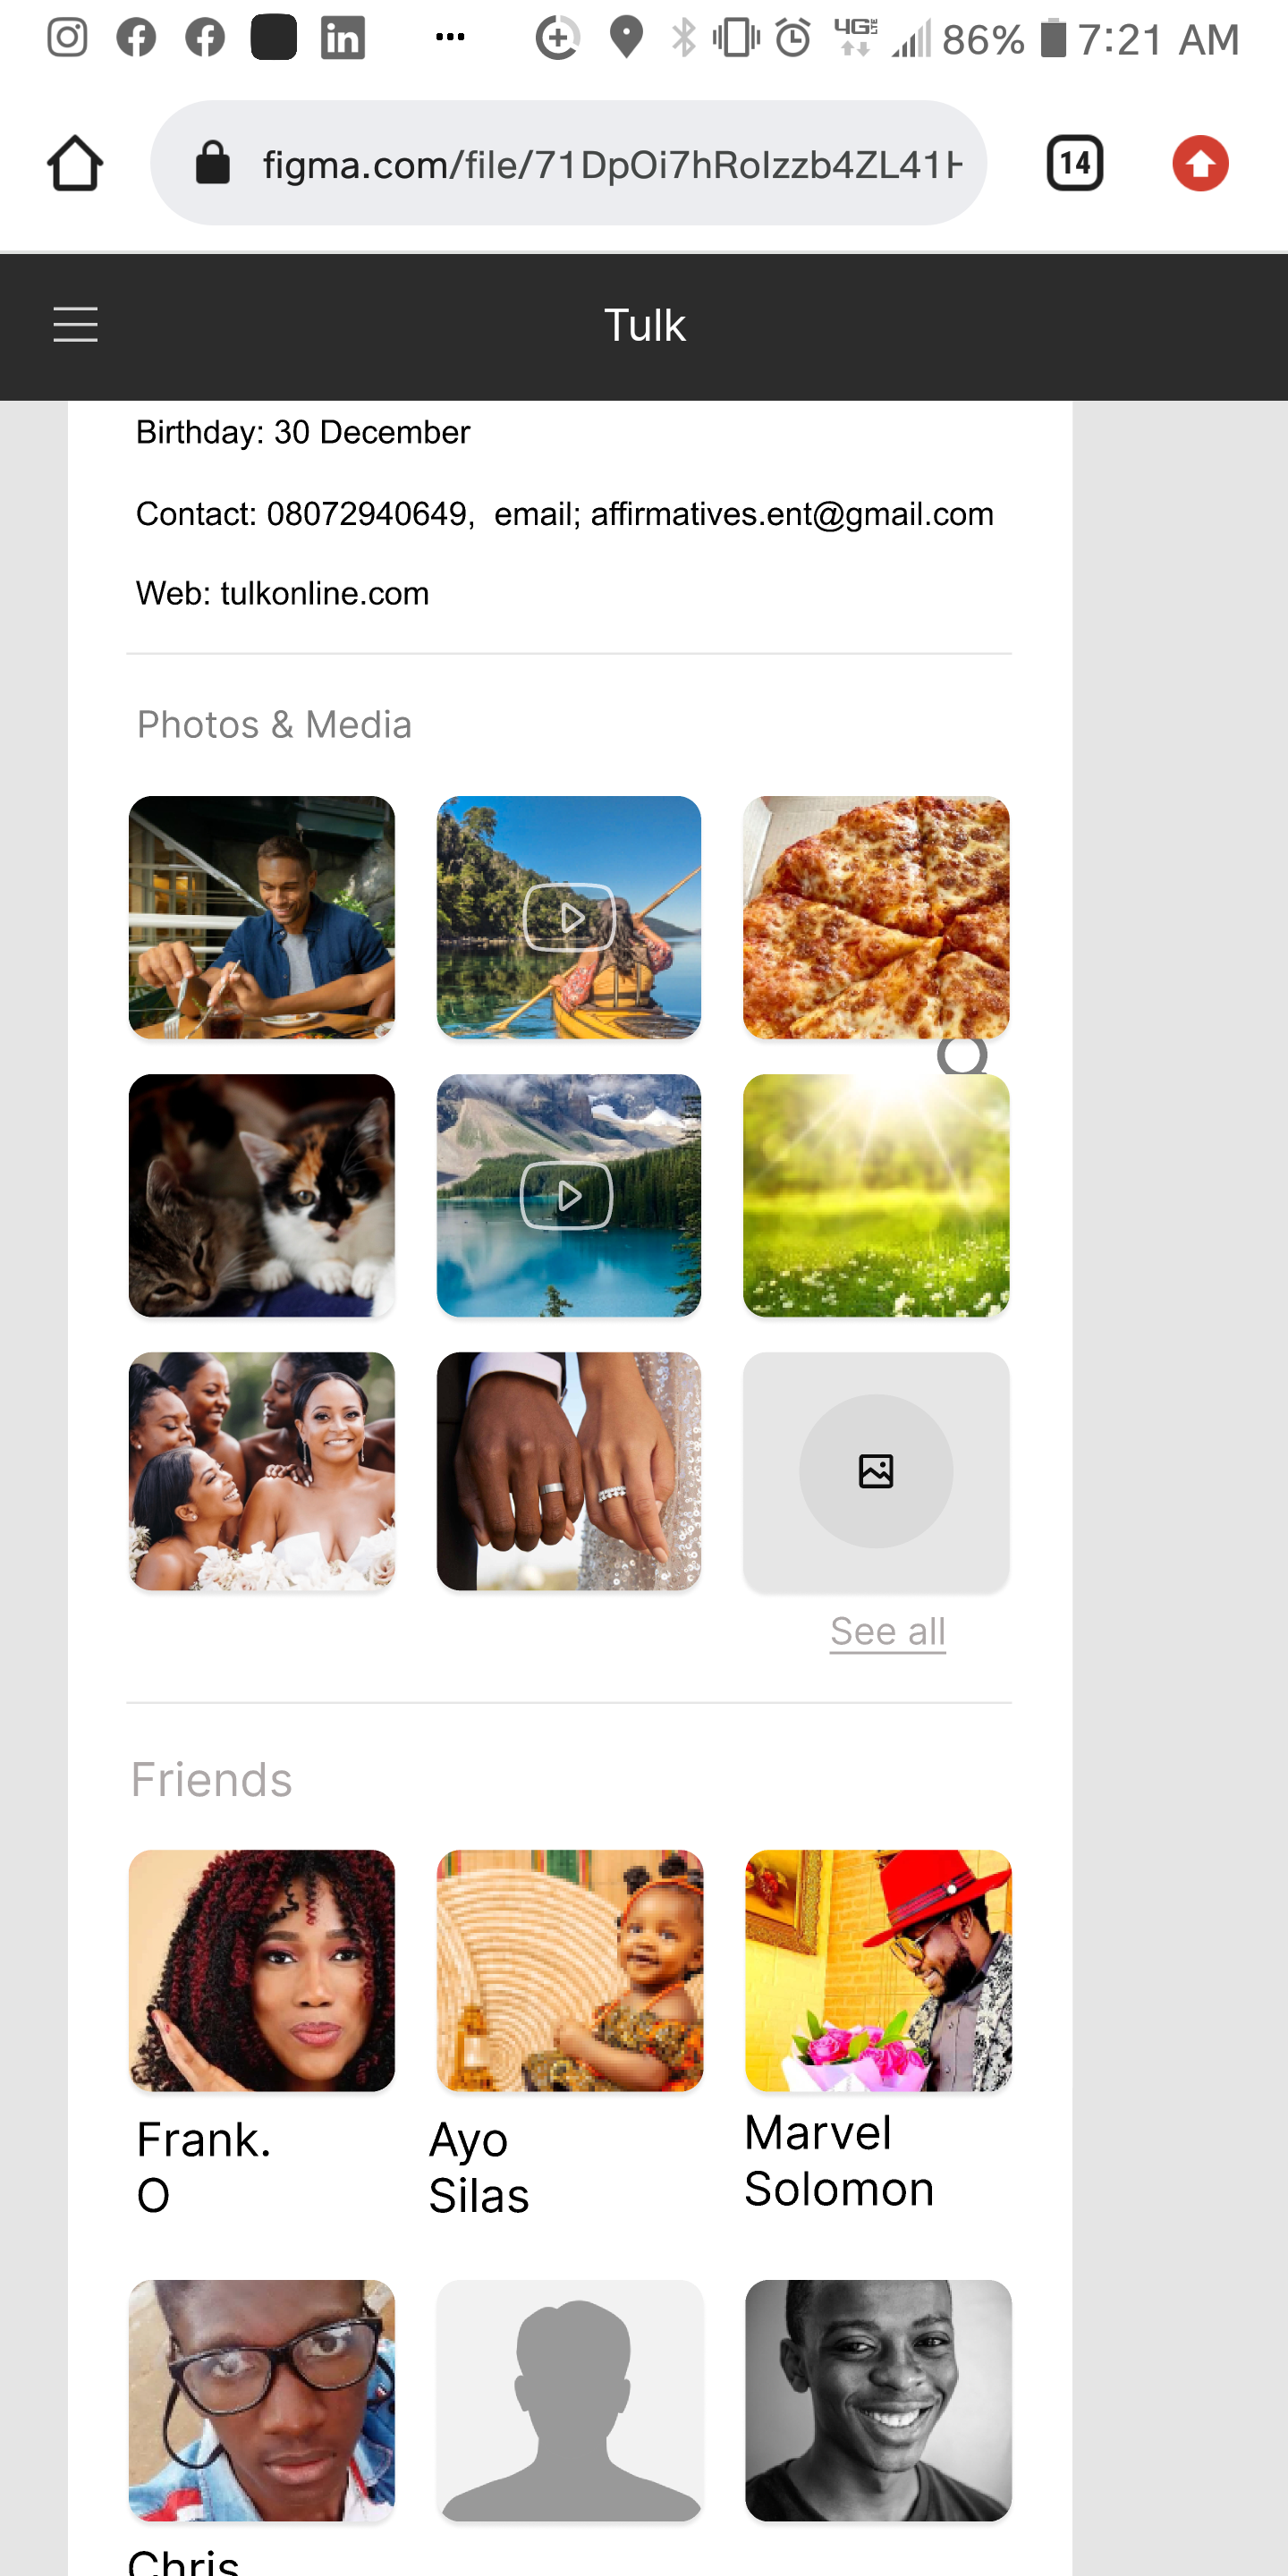 86% 7:21 AM
figma.com/file/71DpOi7hRolzzb4ZL41H
14
Tulk
Birthday: 30 December
Contact: 08072940649,  email; affirmatives.ent@gmail.com
Web: tulkonline.com
Photos & Media
See all
Friends
Frank.
O
Ayo
Silas
Marvel
Solomon
Chris